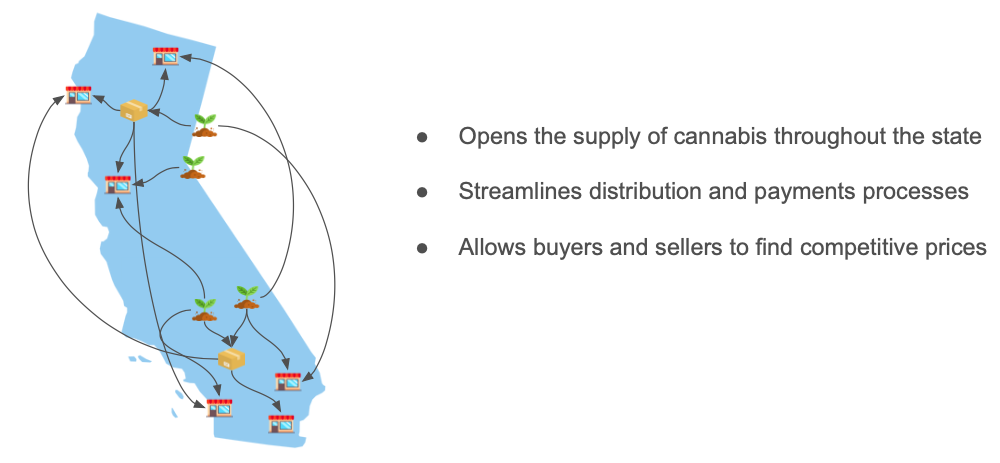 ● Opens the supply of cannabis throughout the state
● Streamlines distribution and payments processes
● Allows buyers and sellers to find competitive prices